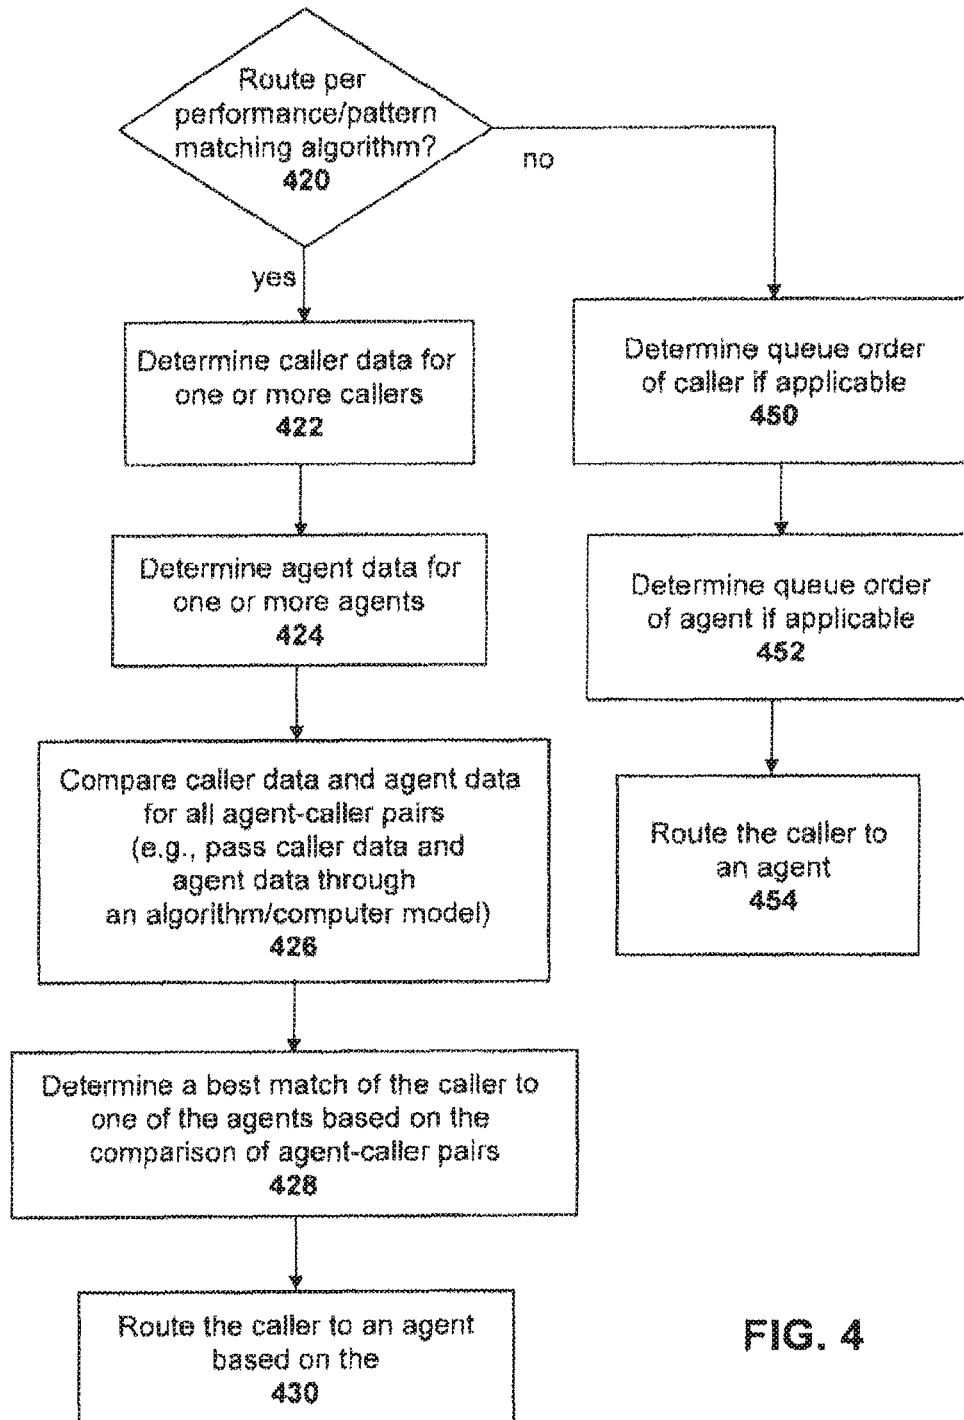 Route per
performance/pattern
matching algorithm?
420
no
yes
Determine caller data for
one or more callers
422
Determine agent data for
one or more agents
424
Compare caller data and agent data
for all agent-caller pairs
(e.g., pass caller data and
agent data through
an algorithm/computer model)
426
Determine a best match of the caller to
one of the agents based on the
comparison of agent-caller pairs
428
Route the caller to an agent
based on the
430
Determine queue order
of caller if applicable
450
Determine queue order
of agent if applicable
452
Route the caller to
an agent
454
FIG. 4